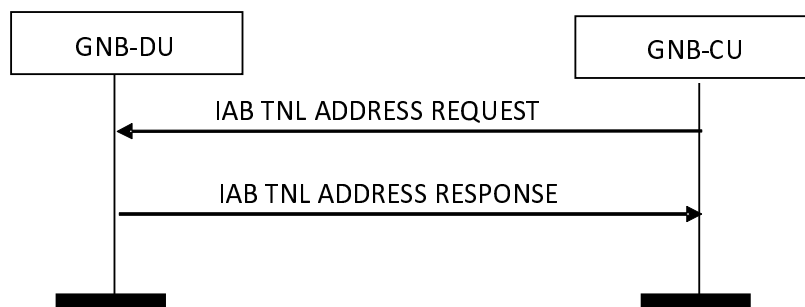 GNB-DU
GNB-CU
IAB TNL ADDRESS REQUEST
IAB TNL ADDRESS RESPONSE